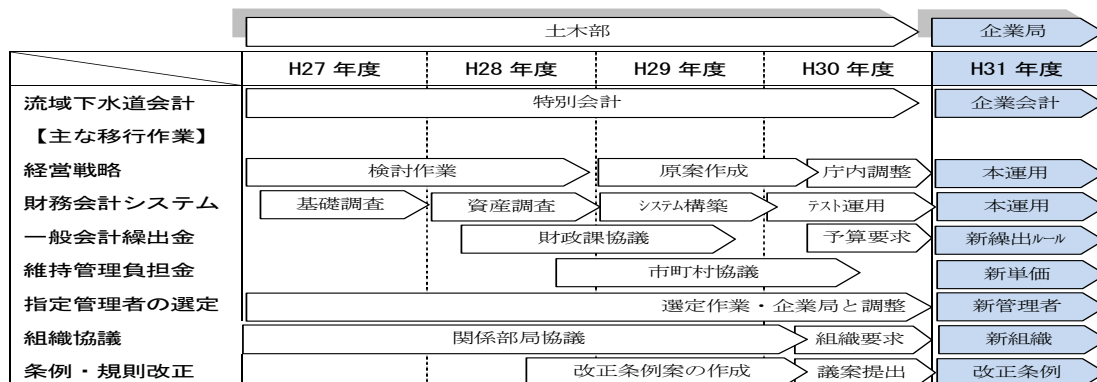 土木部 企業局
H27 年度 H28 年度 H29 年度 H30 年度 H31 年度
流域下水道会計 特別会計 企業会計
【主な移行作業】
経営戦略 検討作業 原案作成 庁内調整 本運用
財務会計システム 基礎調査 資産調査 システム構築 テスト運用 本運用
一般会計繰出金 財政課協議 予算要求 新繰出ルール
維持管理負担金 市町村協議 新単価
指定管理者の選定 選定作業・企業局と調整 新管理者
組織協議 関係部局協議 組織要求 新組織
条例・規則改正 改正条例案の作成 議案提出 改正条例